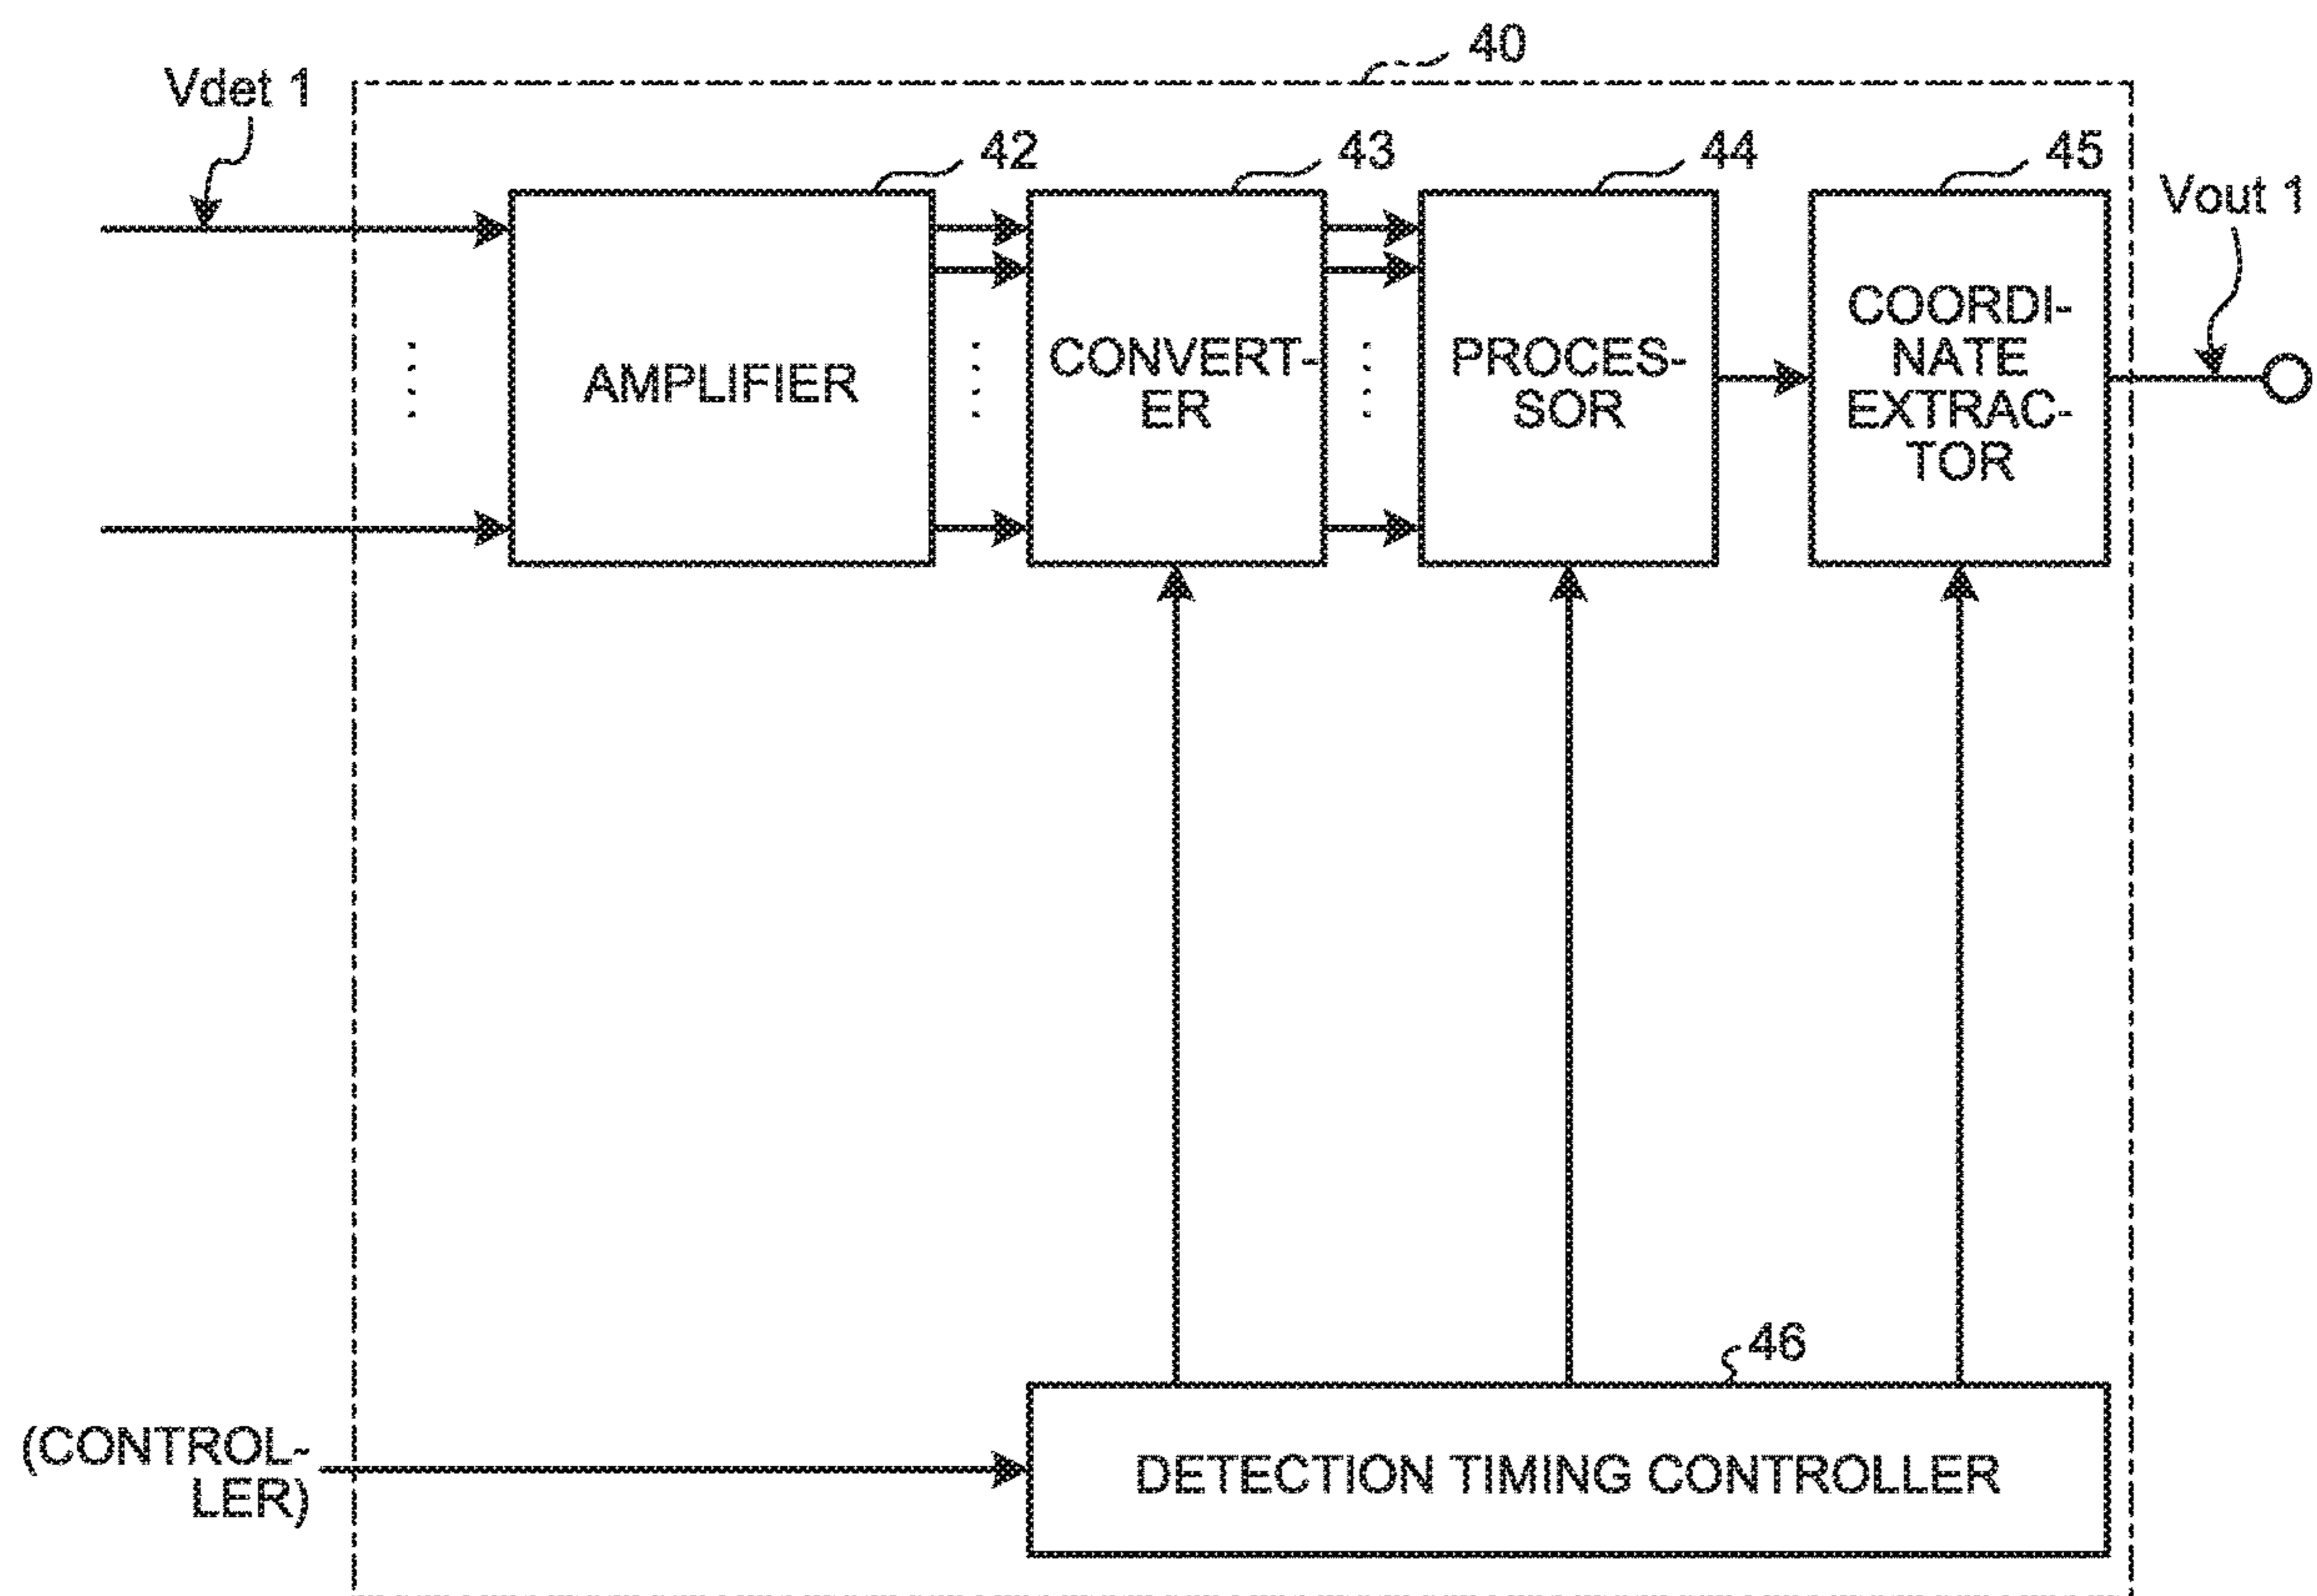 40
Vdet 1
42
43
44
45
Vout 1
AMPLIFIER
CONVERT-
ER
PROCES-
SOR
COORDI-
NATE
EXTRAC-
TOR
46
(CONTROL-
LER)
DETECTION TIMING CONTROLLER